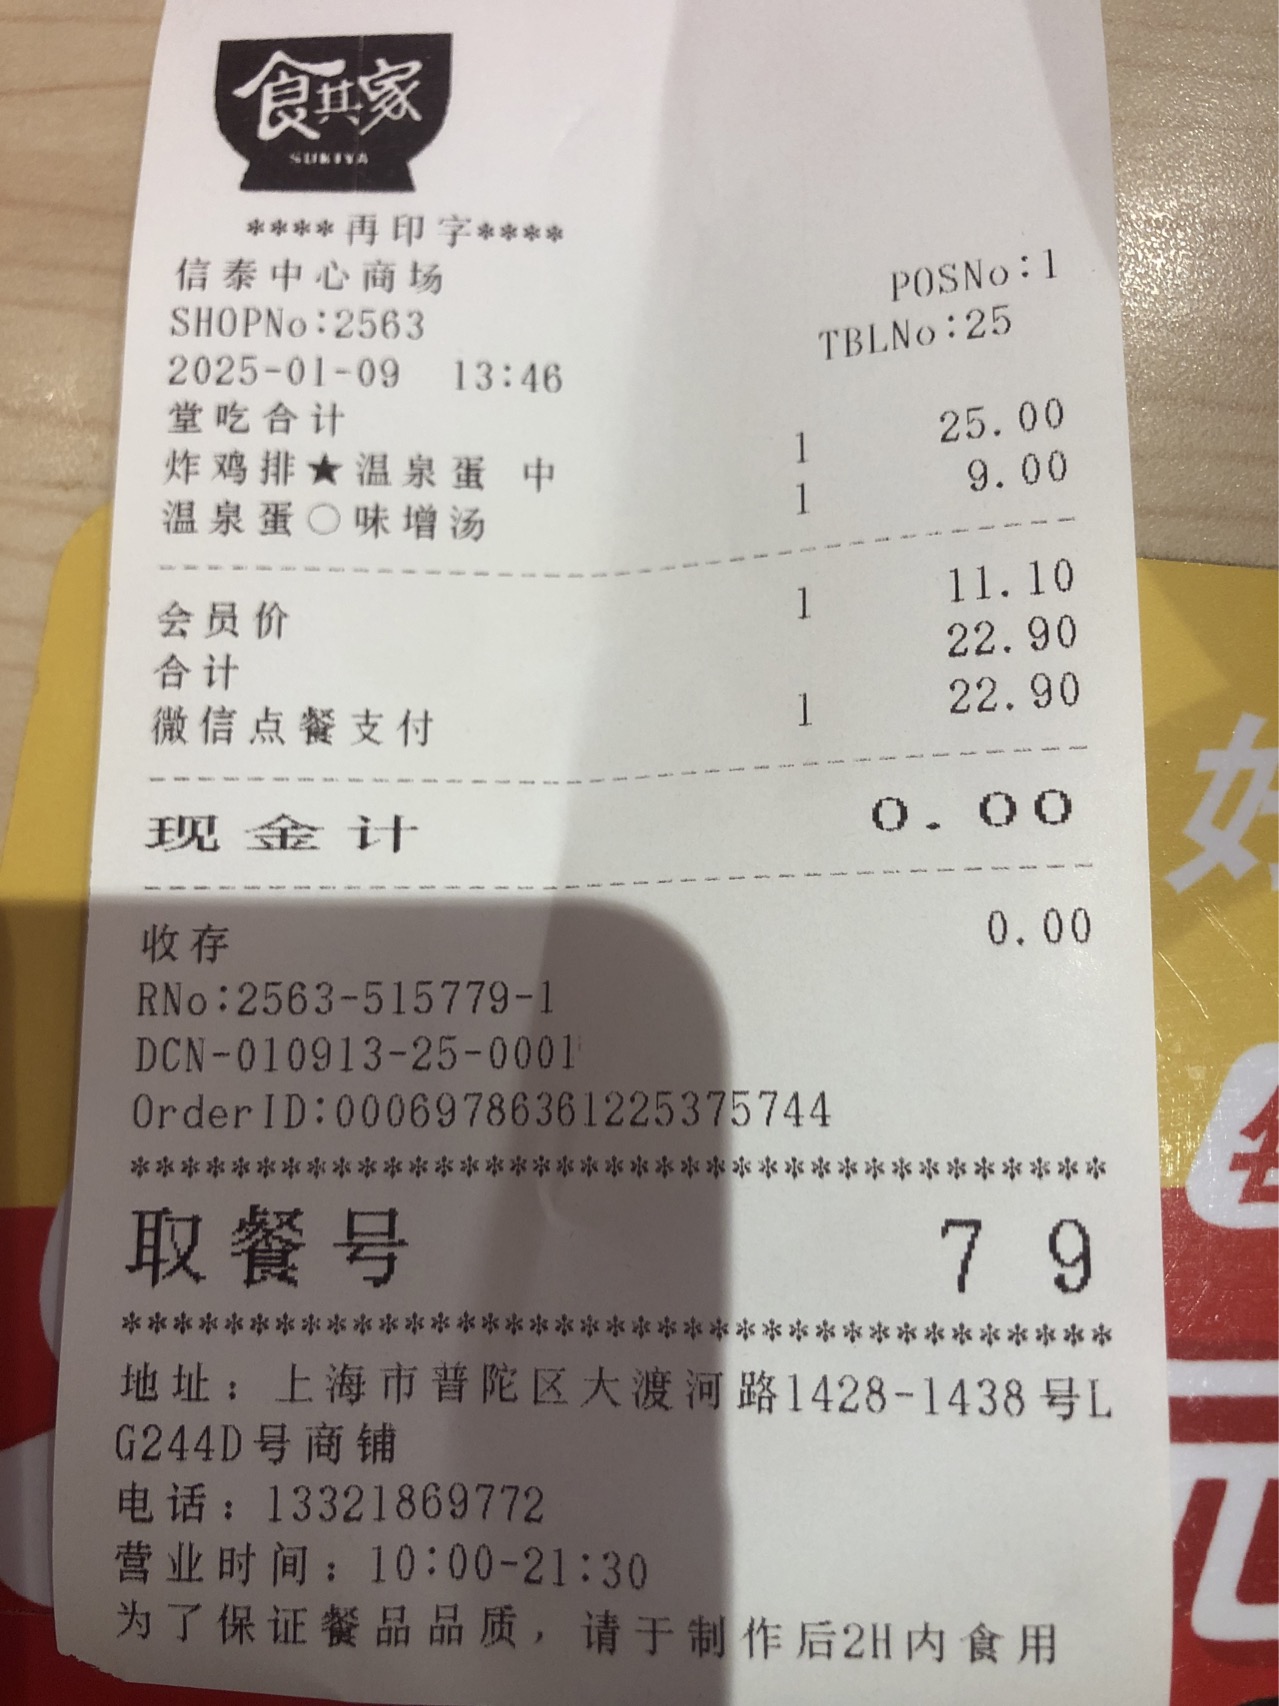 食其家
SUKIYA
****再印字****
信泰中心商场 POSNo:1
SHOPNo:2563 TBLNo:25
2025-01-09 13:46
堂吃合计
炸鸡排★温泉蛋 中 1 25.00
温泉蛋○味增汤 1 9.00
会员价 1 11.10
合计 22.90
微信点餐支付 1 22.90
现金计 0.00
收存 0.00
RNo:2563-515779-1
DCN-010913-25-0001
OrderID:00069786361225375744
***************************************
取餐号 79
***************************************
地址：上海市普陀区大渡河路1428-1438号L
G244D号商铺
电话：13321869772
营业时间：10:00-21:30
为了保证餐品品质，请于制作后2H内食用
好